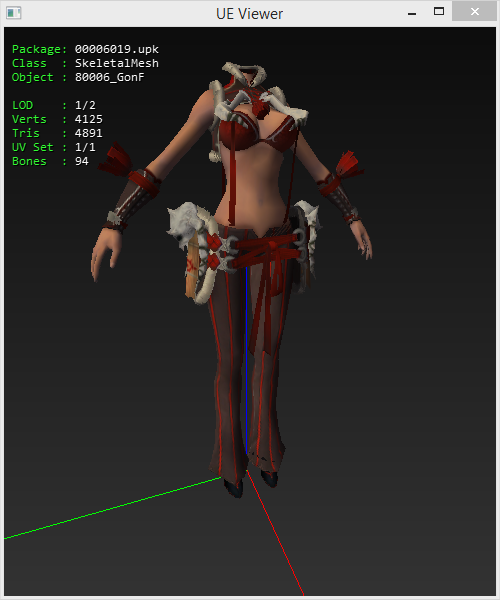 UE Viewer
Package: 00006019.upk
Class  : SkeletalMesh
Object : 80006_GonF
LOD    : 1/2
Verts  : 4125
Tris   : 4891
UV Set : 1/1
Bones  : 94